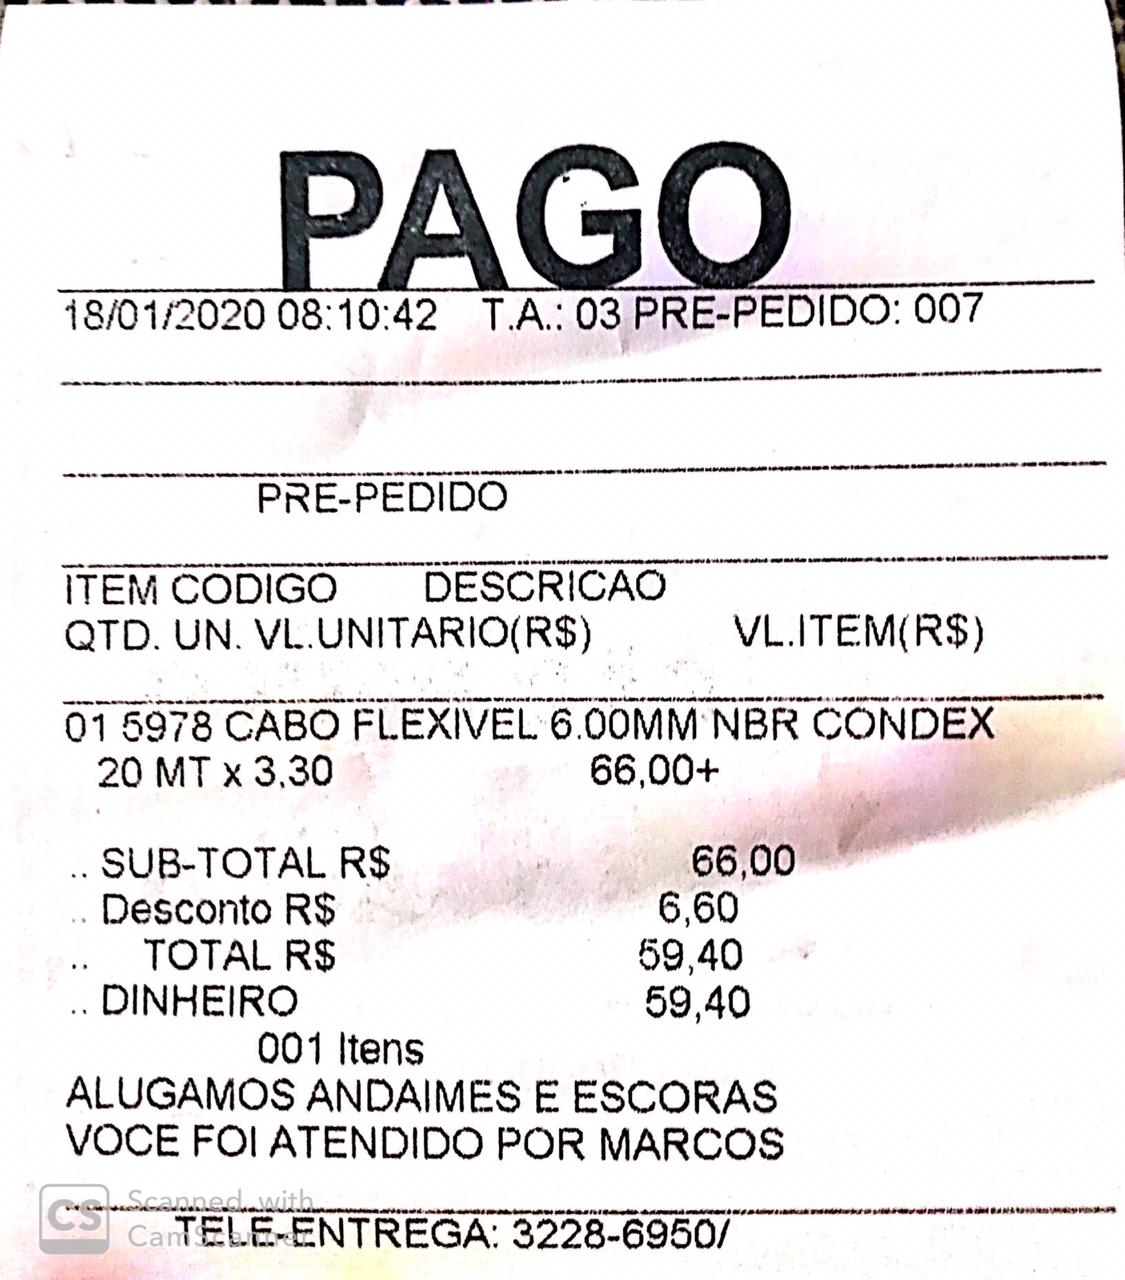 PAGO
18/01/2020 08:10:42 T.A.: 03 PRE-PEDIDO: 007
PRE-PEDIDO
ITEM CODIGO DESCRICAO
QTD. UN. VL.UNITARIO(R$) VL.ITEM(R$)
01 5978 CABO FLEXIVEL 6.00MM NBR CONDEX
20 MT x 3,30 66,00+
.. SUB-TOTAL R$ 66,00
.. Desconto R$ 6,60
.. TOTAL R$ 59,40
.. DINHEIRO 59,40
001 Itens
ALUGAMOS ANDAIMES E ESCORAS
VOCE FOI ATENDIDO POR MARCOS
TELE-ENTREGA: 3228-6950/
CS Scanned with
CamScanner